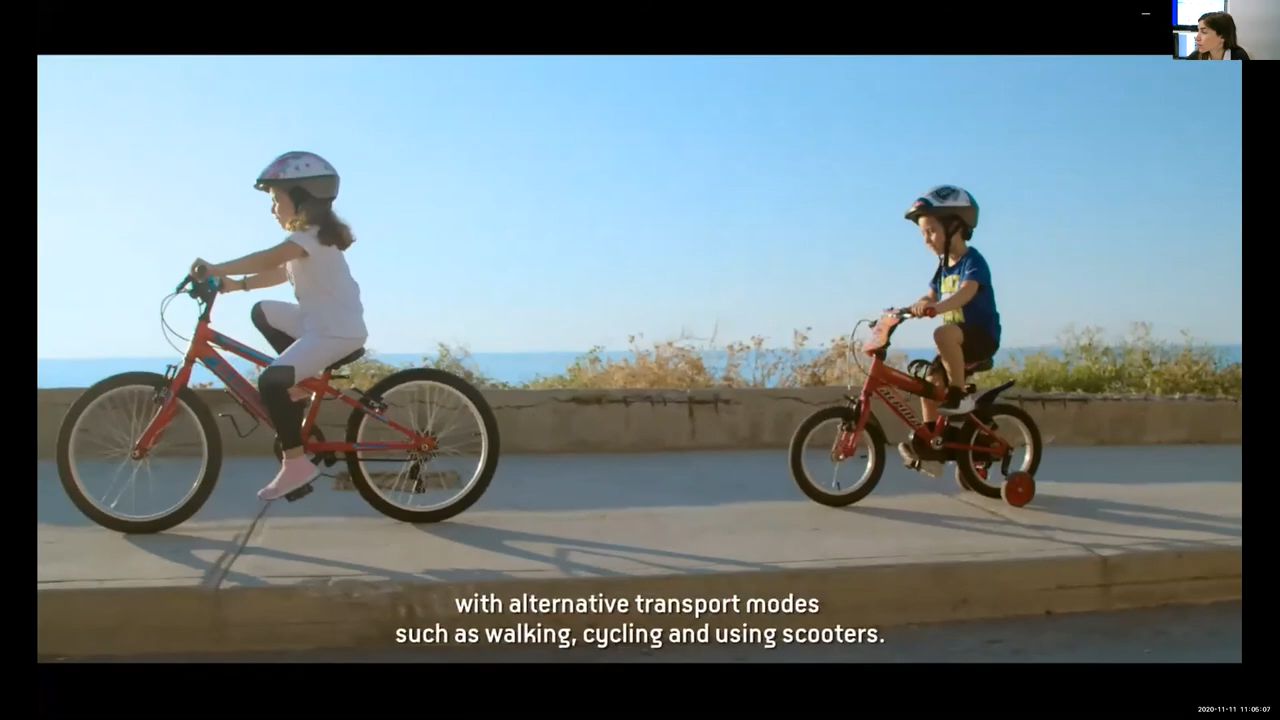 with alternative transport modes
such as walking, cycling and using scooters.
2020-11-11 11:05:07